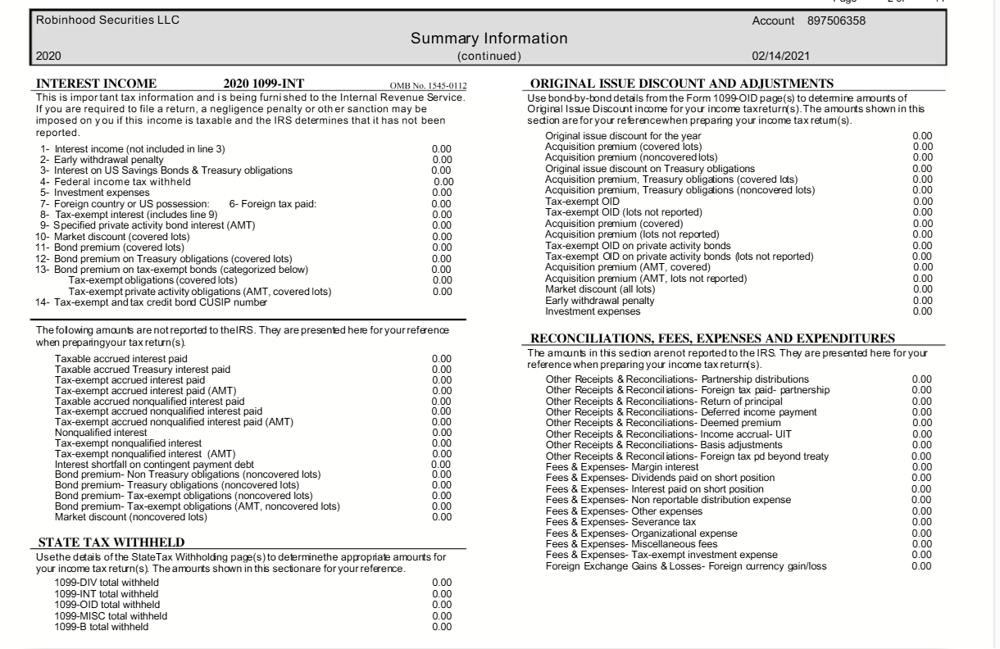 Robinhood Securities LLC
Account 897506358
Summary Information
2020
(continued)
02/14/2021
INTEREST INCOME 2020 1099-INT OMB No. 1545-0112
This is important tax information and is being furnished to the Internal Revenue Service.
If you are required to file a return, a negligence penalty or other sanction may be
imposed on you if this income is taxable and the IRS determines that it has not been
reported.
1- Interest income (not included in line 3) 0.00
2- Early withdrawal penalty 0.00
3- Interest on US Savings Bonds & Treasury obligations 0.00
4- Federal income tax withheld 0.00
5- Investment expenses 0.00
7- Foreign country or US possession: 6- Foreign tax paid: 0.00
8- Tax-exempt interest (includes line 9) 0.00
9- Specified private activity bond interest (AMT) 0.00
10- Market discount (covered lots) 0.00
11- Bond premium (covered lots) 0.00
12- Bond premium on Treasury obligations (covered lots) 0.00
13- Bond premium on tax-exempt bonds (categorized below) 0.00
Tax-exempt obligations (covered lots) 0.00
Tax-exempt private activity obligations (AMT, covered lots) 0.00
14- Tax-exempt and tax credit bond CUSIP number
The following amounts are not reported to the IRS. They are presented here for your reference
when preparing your tax return(s).
Taxable accrued interest paid 0.00
Taxable accrued Treasury interest paid 0.00
Tax-exempt accrued interest paid 0.00
Tax-exempt accrued interest paid (AMT) 0.00
Taxable accrued nonqualified interest paid 0.00
Tax-exempt accrued nonqualified interest paid 0.00
Tax-exempt accrued nonqualified interest paid (AMT) 0.00
Nonqualified interest 0.00
Tax-exempt nonqualified interest 0.00
Tax-exempt nonqualified interest (AMT) 0.00
Interest shortfall on contingent payment debt 0.00
Bond premium- Non Treasury obligations (noncovered lots) 0.00
Bond premium- Treasury obligations (noncovered lots) 0.00
Bond premium- Tax-exempt obligations (noncovered lots) 0.00
Bond premium- Tax-exempt obligations (AMT, noncovered lots) 0.00
Market discount (noncovered lots) 0.00
STATE TAX WITHHELD
Use the details of the State Tax Withholding page(s) to determine the appropriate amounts for
your income tax return(s). The amounts shown in this section are for your reference.
1099-DIV total withheld 0.00
1099-INT total withheld 0.00
1099-OID total withheld 0.00
1099-MISC total withheld 0.00
1099-B total withheld 0.00
ORIGINAL ISSUE DISCOUNT AND ADJUSTMENTS
Use bond-by-bond details from the Form 1099-OID page(s) to determine amounts of
Original Issue Discount income for your income tax return(s). The amounts shown in this
section are for your reference when preparing your income tax return(s).
Original issue discount for the year 0.00
Acquisition premium (covered lots) 0.00
Acquisition premium (noncovered lots) 0.00
Original issue discount on Treasury obligations 0.00
Acquisition premium, Treasury obligations (covered lots) 0.00
Acquisition premium, Treasury obligations (noncovered lots) 0.00
Tax-exempt OID 0.00
Tax-exempt OID (lots not reported) 0.00
Acquisition premium (covered) 0.00
Acquisition premium (lots not reported) 0.00
Tax-exempt OID on private activity bonds 0.00
Tax-exempt OID on private activity bonds (lots not reported) 0.00
Acquisition premium (AMT, covered) 0.00
Acquisition premium (AMT, lots not reported) 0.00
Market discount (all lots) 0.00
Early withdrawal penalty 0.00
Investment expenses 0.00
RECONCILIATIONS, FEES, EXPENSES AND EXPENDITURES
The amounts in this section are not reported to the IRS. They are presented here for your
reference when preparing your income tax return(s).
Other Receipts & Reconciliations- Partnership distributions 0.00
Other Receipts & Reconciliations- Foreign tax paid- partnership 0.00
Other Receipts & Reconciliations- Return of principal 0.00
Other Receipts & Reconciliations- Deferred income payment 0.00
Other Receipts & Reconciliations- Deemed premium 0.00
Other Receipts & Reconciliations- Income accrual- UIT 0.00
Other Receipts & Reconciliations- Basis adjustments 0.00
Other Receipts & Reconciliations- Foreign tax pd beyond treaty 0.00
Fees & Expenses- Margin interest 0.00
Fees & Expenses- Dividends paid on short position 0.00
Fees & Expenses- Interest paid on short position 0.00
Fees & Expenses- Non reportable distribution expense 0.00
Fees & Expenses- Other expenses 0.00
Fees & Expenses- Severance tax 0.00
Fees & Expenses- Organizational expense 0.00
Fees & Expenses- Miscellaneous fees 0.00
Fees & Expenses- Tax-exempt investment expense 0.00
Foreign Exchange Gains & Losses- Foreign currency gain/loss 0.00